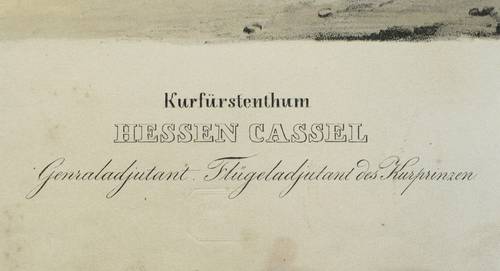 Kurfürstenthum
HESSEN CASSEL
Genraladjutant. Flügeladjutant des Kurprinzen